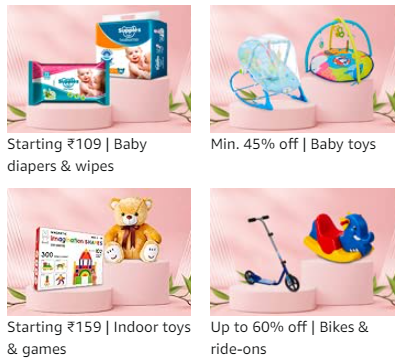 Supples
Supples
Starting ₹109 | Baby
diapers & wipes
Min. 45% off | Baby toys
imagination SHAPES
300
Starting ₹159 | Indoor toys
& games
Up to 60% off | Bikes &
ride-ons